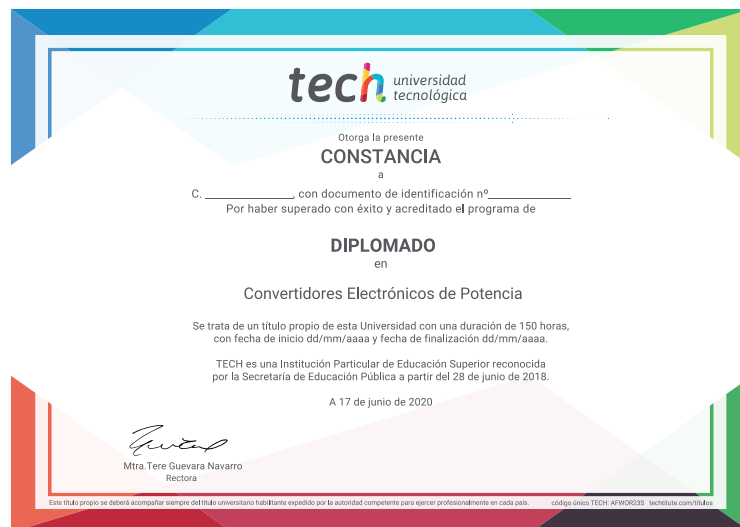 tech universidad
tecnológica
Otorga la presente
CONSTANCIA
a
C. ______________, con documento de identificación nº______________
Por haber superado con éxito y acreditado el programa de
DIPLOMADO
en
Convertidores Electrónicos de Potencia
Se trata de un título propio de esta Universidad con una duración de 150 horas,
con fecha de inicio dd/mm/aaaa y fecha de finalización dd/mm/aaaa.
TECH es una Institución Particular de Educación Superior reconocida
por la Secretaría de Educación Pública a partir del 28 de junio de 2018.
A 17 de junio de 2020
Mtra.Tere Guevara Navarro
Rectora
Este título propio se deberá acompañar siempre del título universitario habilitante expedido por la autoridad competente para ejercer profesionalmente en cada país. código único TECH: AFWOR23S techtitute.com/titulos